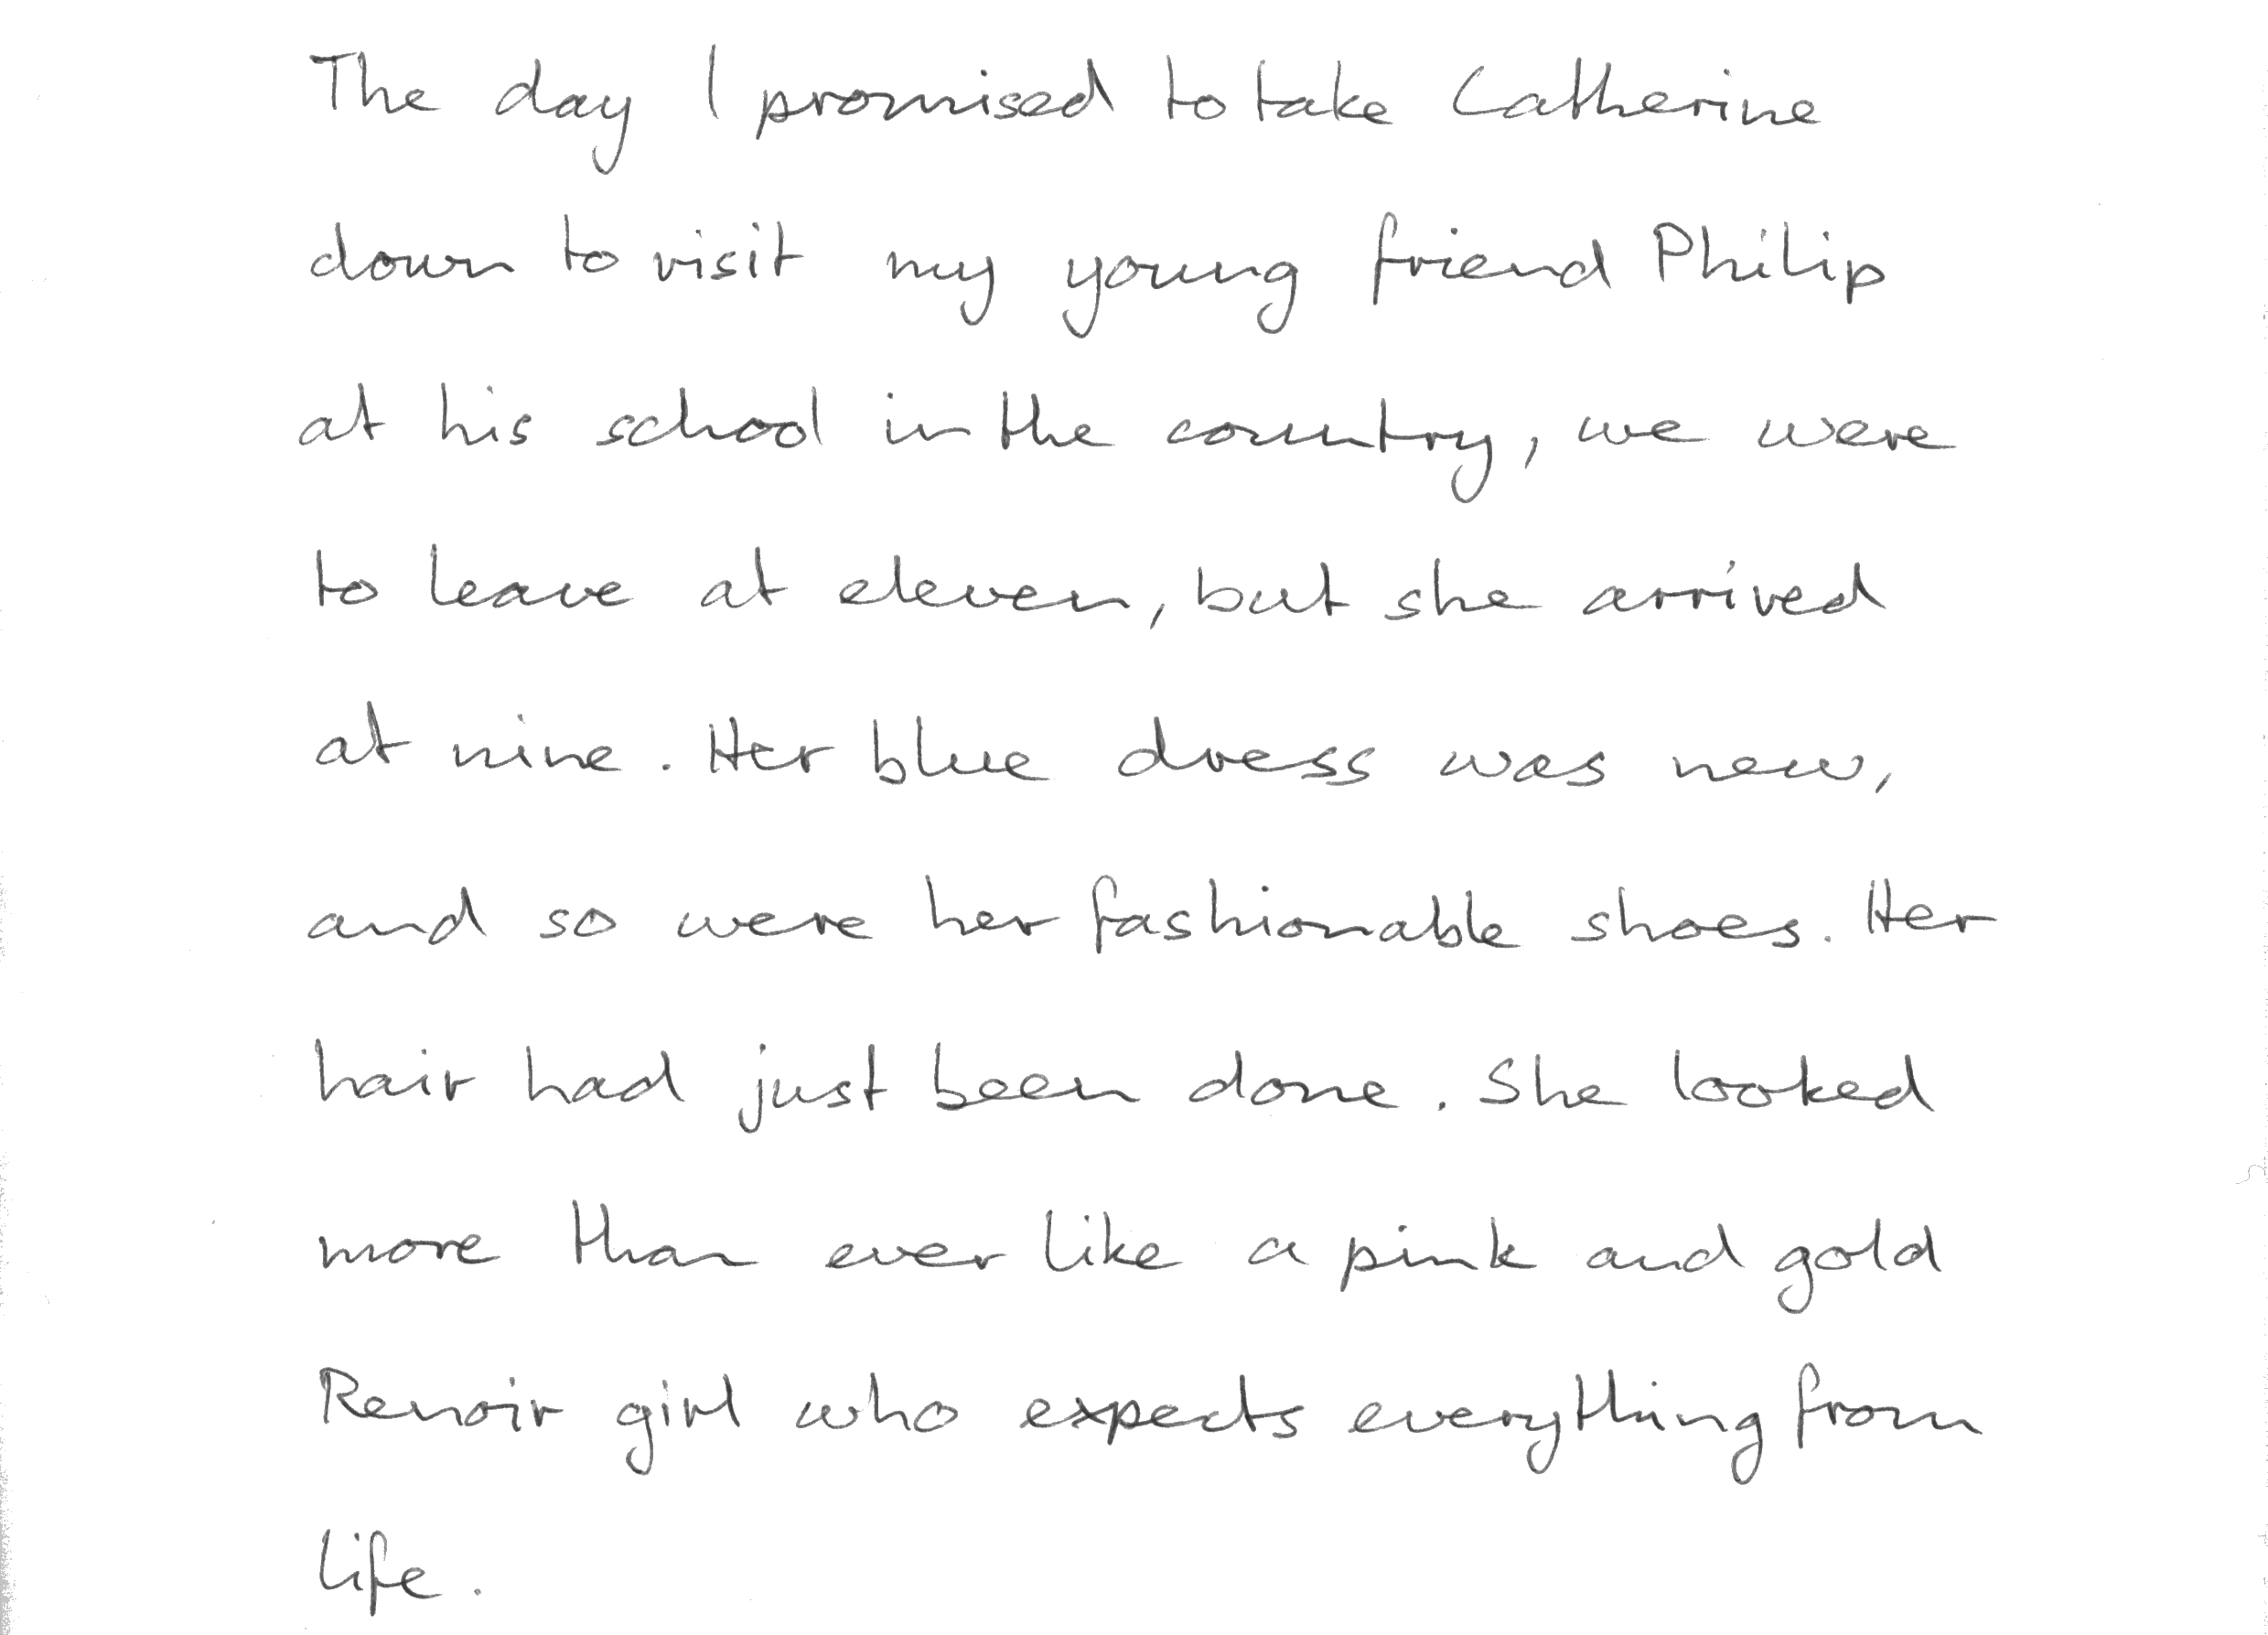 The day I promised to take Catherine
down to visit my young friend Philip
at his school in the country, we were
to leave at eleven, but she arrived
at nine. Her blue dress was new,
and so were her fashionable shoes. Her
hair had just been done. She looked
more than ever like a pink and gold
Renoir girl who expects everything from
life.